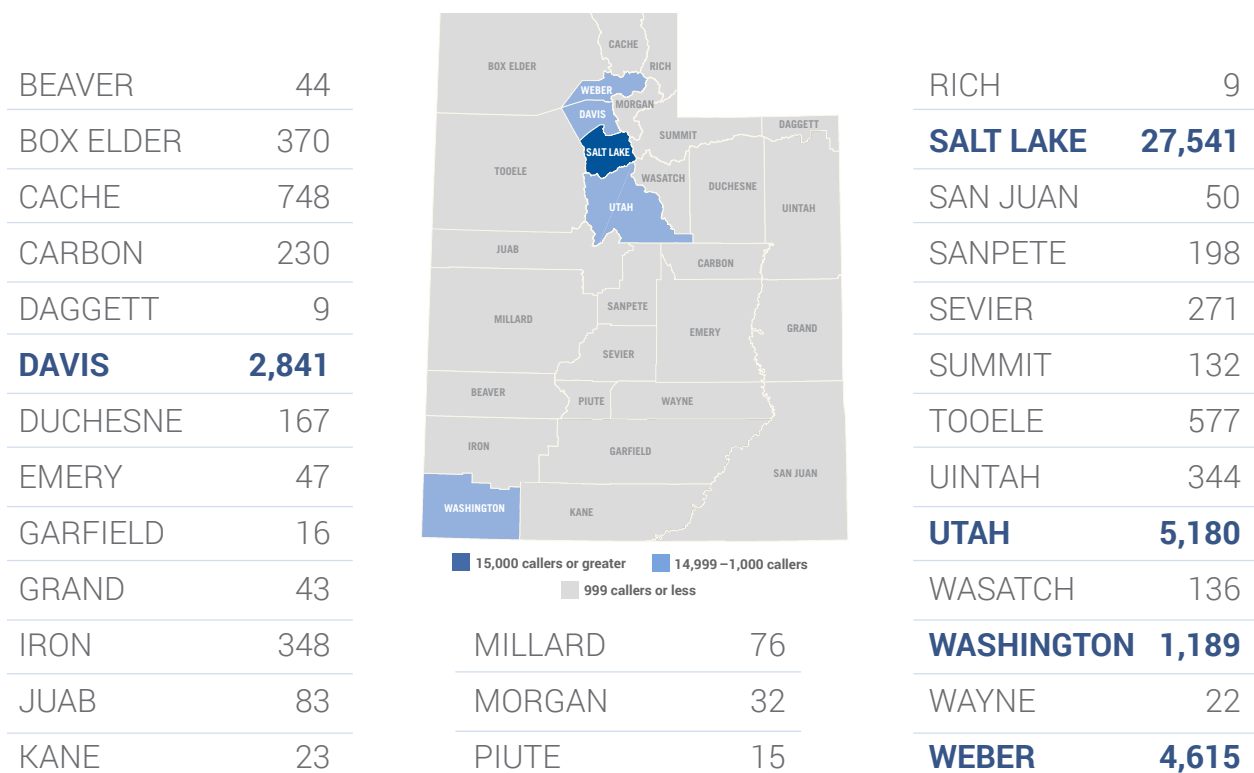 BEAVER 44
BOX ELDER 370
CACHE 748
CARBON 230
DAGGETT 9
DAVIS 2,841
DUCHESNE 167
EMERY 47
GARFIELD 16
GRAND 43
IRON 348
JUAB 83
KANE 23
CACHE
BOX ELDER
RICH
WEBER
MORGAN
DAVIS
DAGGETT
SUMMIT
SALT LAKE
TOOELE
WASATCH
DUCHESNE
UTAH
UINTAH
JUAB
CARBON
SANPETE
MILLARD
GRAND
EMERY
SEVIER
BEAVER
PIUTE
WAYNE
IRON
GARFIELD
SAN JUAN
WASHINGTON
KANE
15,000 callers or greater
14,999 –1,000 callers
999 callers or less
MILLARD 76
MORGAN 32
PIUTE 15
RICH 9
SALT LAKE 27,541
SAN JUAN 50
SANPETE 198
SEVIER 271
SUMMIT 132
TOOELE 577
UINTAH 344
UTAH 5,180
WASATCH 136
WASHINGTON 1,189
WAYNE 22
WEBER 4,615